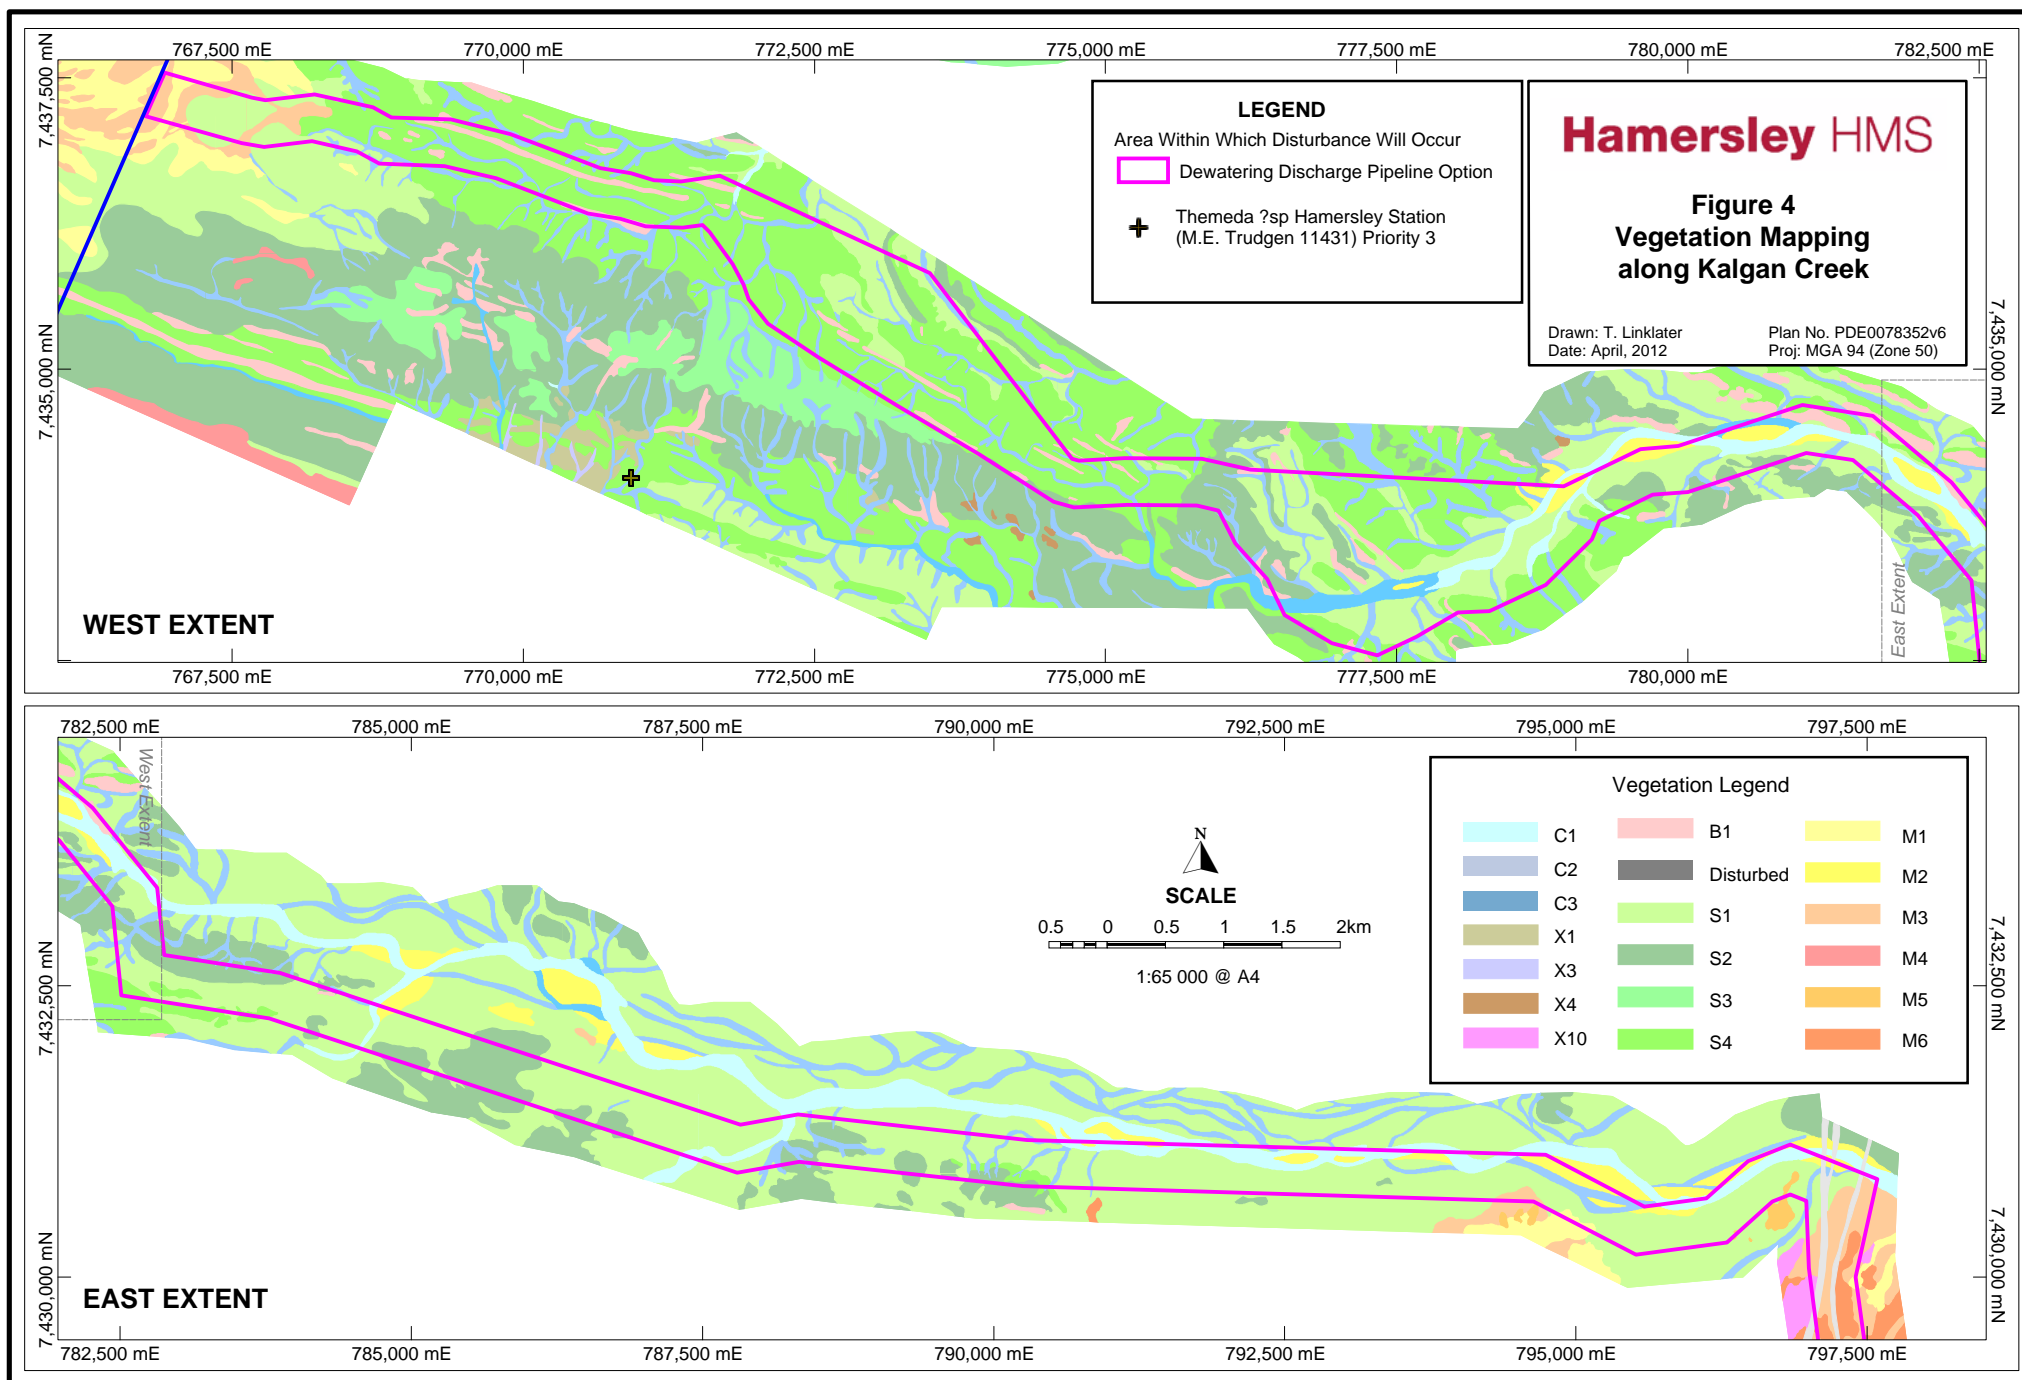 767,500 mE 770,000 mE 772,500 mE 775,000 mE 777,500 mE 780,000 mE 782,500 mE
7,437,500 mN
7,435,000 mN
LEGEND
Area Within Which Disturbance Will Occur
Dewatering Discharge Pipeline Option
Themeda ?sp Hamersley Station
(M.E. Trudgen 11431) Priority 3
Hamersley HMS
Figure 4
Vegetation Mapping
along Kalgan Creek
Drawn: T. Linklater Plan No. PDE0078352v6
Date: April, 2012 Proj: MGA 94 (Zone 50)
7,435,000 mN
East Extent
WEST EXTENT
767,500 mE 770,000 mE 772,500 mE 775,000 mE 777,500 mE 780,000 mE
782,500 mE 785,000 mE 787,500 mE 790,000 mE 792,500 mE 795,000 mE 797,500 mE
West Extent
7,432,500 mN
7,430,000 mN
N
SCALE
0.5 0 0.5 1 1.5 2km
1:65 000 @ A4
Vegetation Legend
C1
C2
C3
X1
X3
X4
X10
B1
Disturbed
S1
S2
S3
S4
M1
M2
M3
M4
M5
M6
7,432,500 mN
7,430,000 mN
EAST EXTENT
782,500 mE 785,000 mE 787,500 mE 790,000 mE 792,500 mE 795,000 mE 797,500 mE